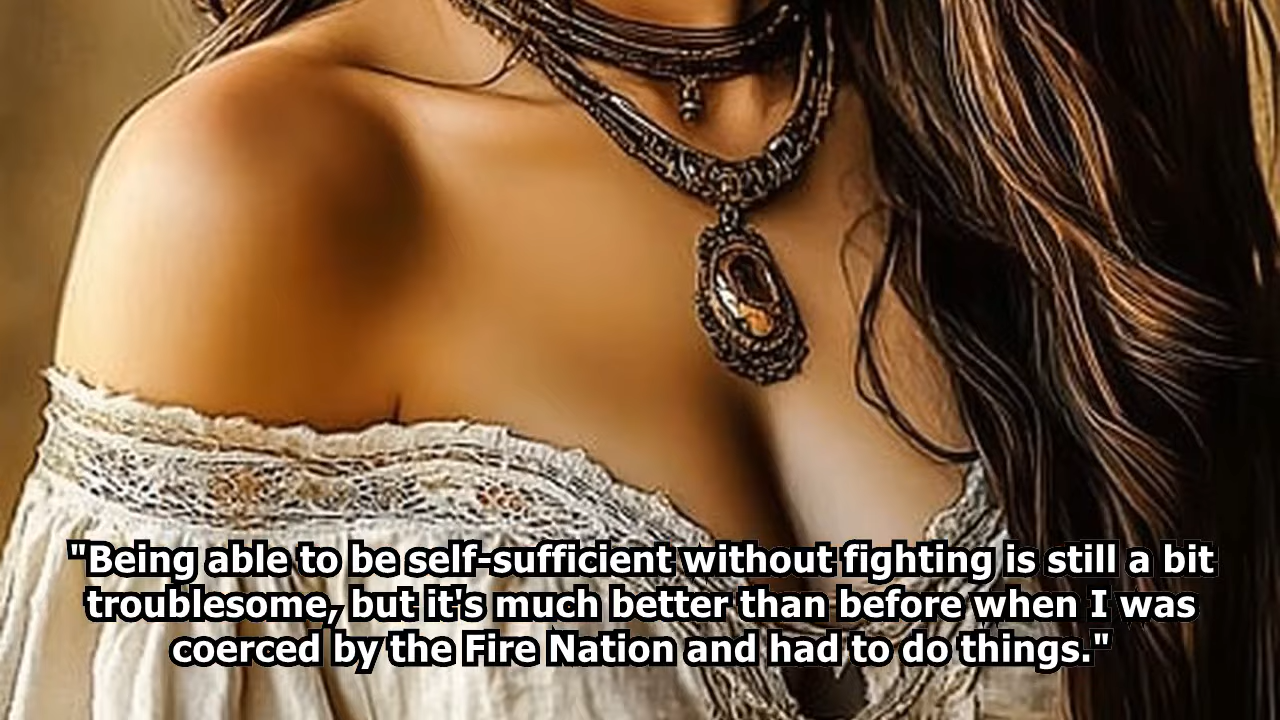 "Being able to be self-sufficient without fighting is still a bit
troublesome, but it's much better than before when I was
coerced by the Fire Nation and had to do things."